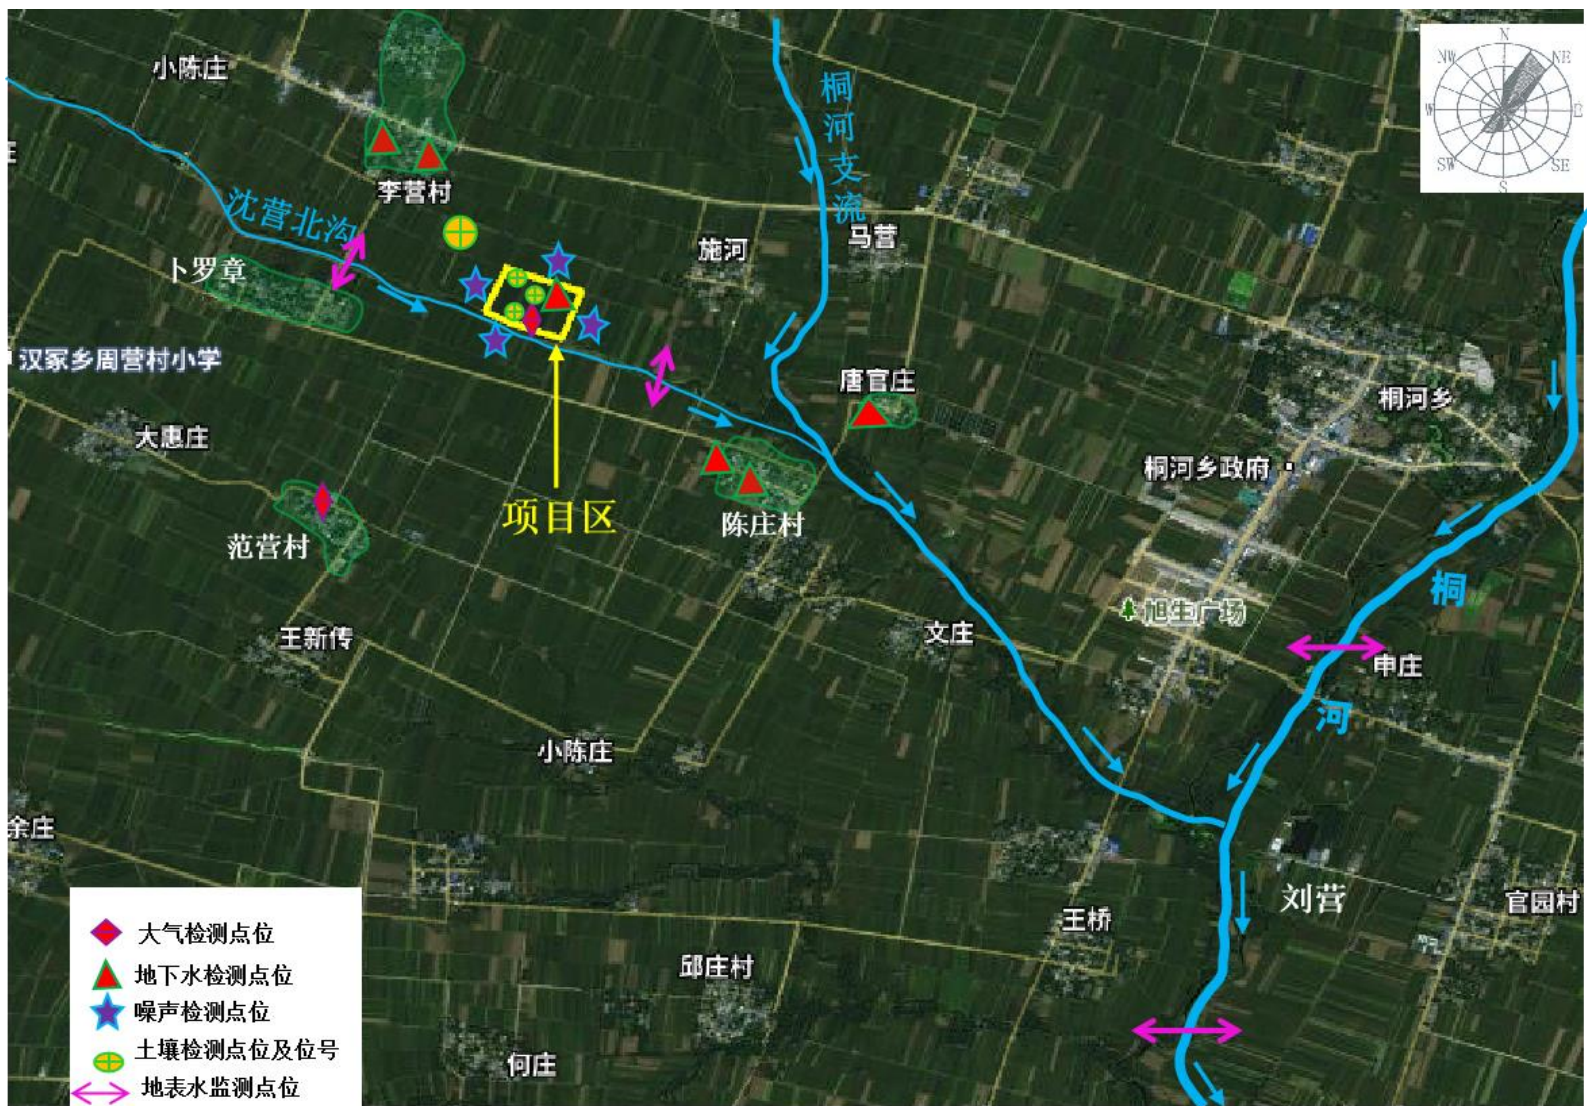 N
NW
NE
W
E
SW
SE
S
小陈庄
桐河支流
庄
李营村
沈营北沟
施河
马营
卜罗章
汉冢乡周营村小学
唐官庄
桐河乡
大惠庄
桐河乡政府
项目区
陈庄村
范营村
桐
旭生广场
文庄
王新传
申庄
河
小陈庄
余庄
刘营
官园村
王桥
邱庄村
何庄
大气检测点位
地下水检测点位
噪声检测点位
土壤检测点位及位号
地表水监测点位